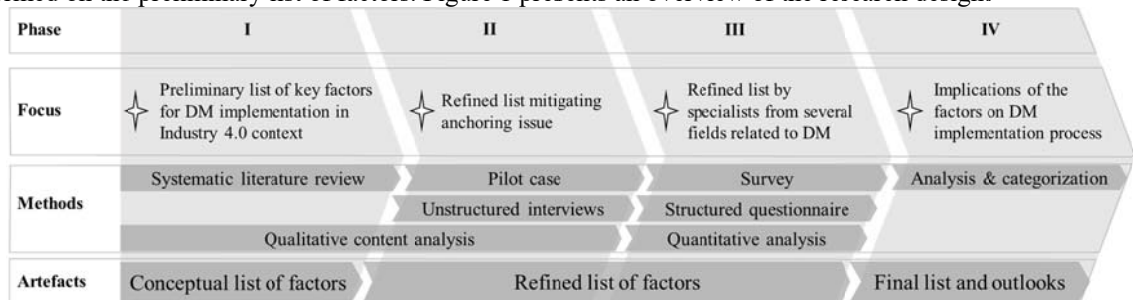 on the preliminary list of factors. Figure 1 presents an overview of the research design.
Phase I II III IV
Focus
Preliminary list of key factors
for DM implementation in
Industry 4.0 context
Refined list mitigating
anchoring issue
Refined list by
specialists from several
fields related to DM
Implications of the
factors on DM
implementation process
Methods
Systematic literature review Pilot case Survey Analysis & categorization
Unstructured interviews Structured questionnaire
Qualitative content analysis Quantitative analysis
Artefacts Conceptual list of factors Refined list of factors Final list and outlooks